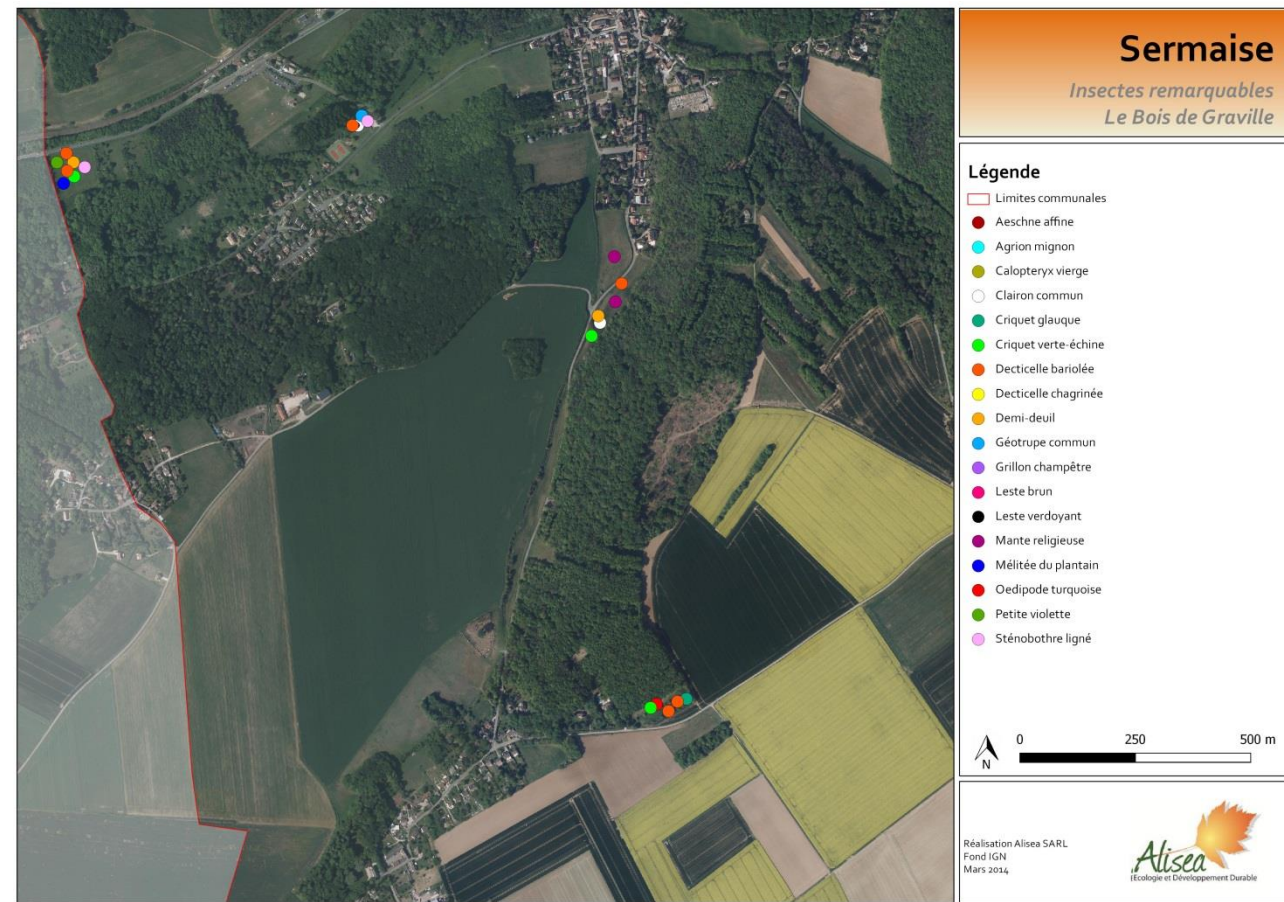 Sermaise
Insectes remarquables
Le Bois de Graville
Légende
Limites communales
Aeschne affine
Agrion mignon
Calopteryx vierge
Clairon commun
Criquet glauque
Criquet verte-échine
Decticelle bariolée
Decticelle chagrinée
Demi-deuil
Géotrupe commun
Grillon champêtre
Leste brun
Leste verdoyant
Mante religieuse
Mélitée du plantain
Oedipode turquoise
Petite violette
Sténobothre ligné
N
0 250 500 m
Réalisation Alisea SARL
Fond IGN
Mars 2014
Alisea
Ecologie et Développement Durable